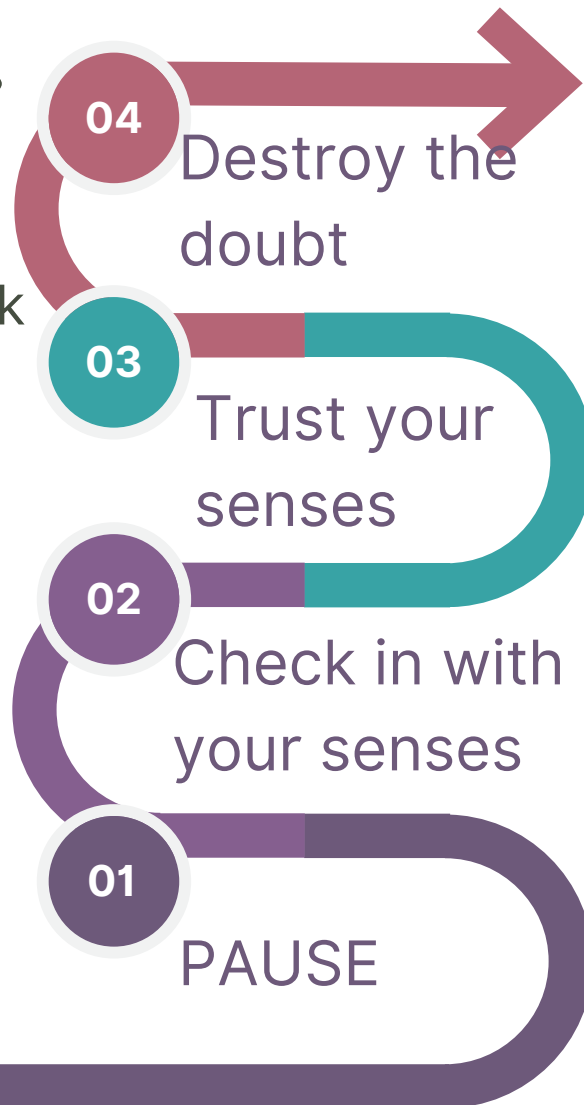 04
Destroy the
doubt
k
03
Trust your
senses
02
Check in with
your senses
01
PAUSE